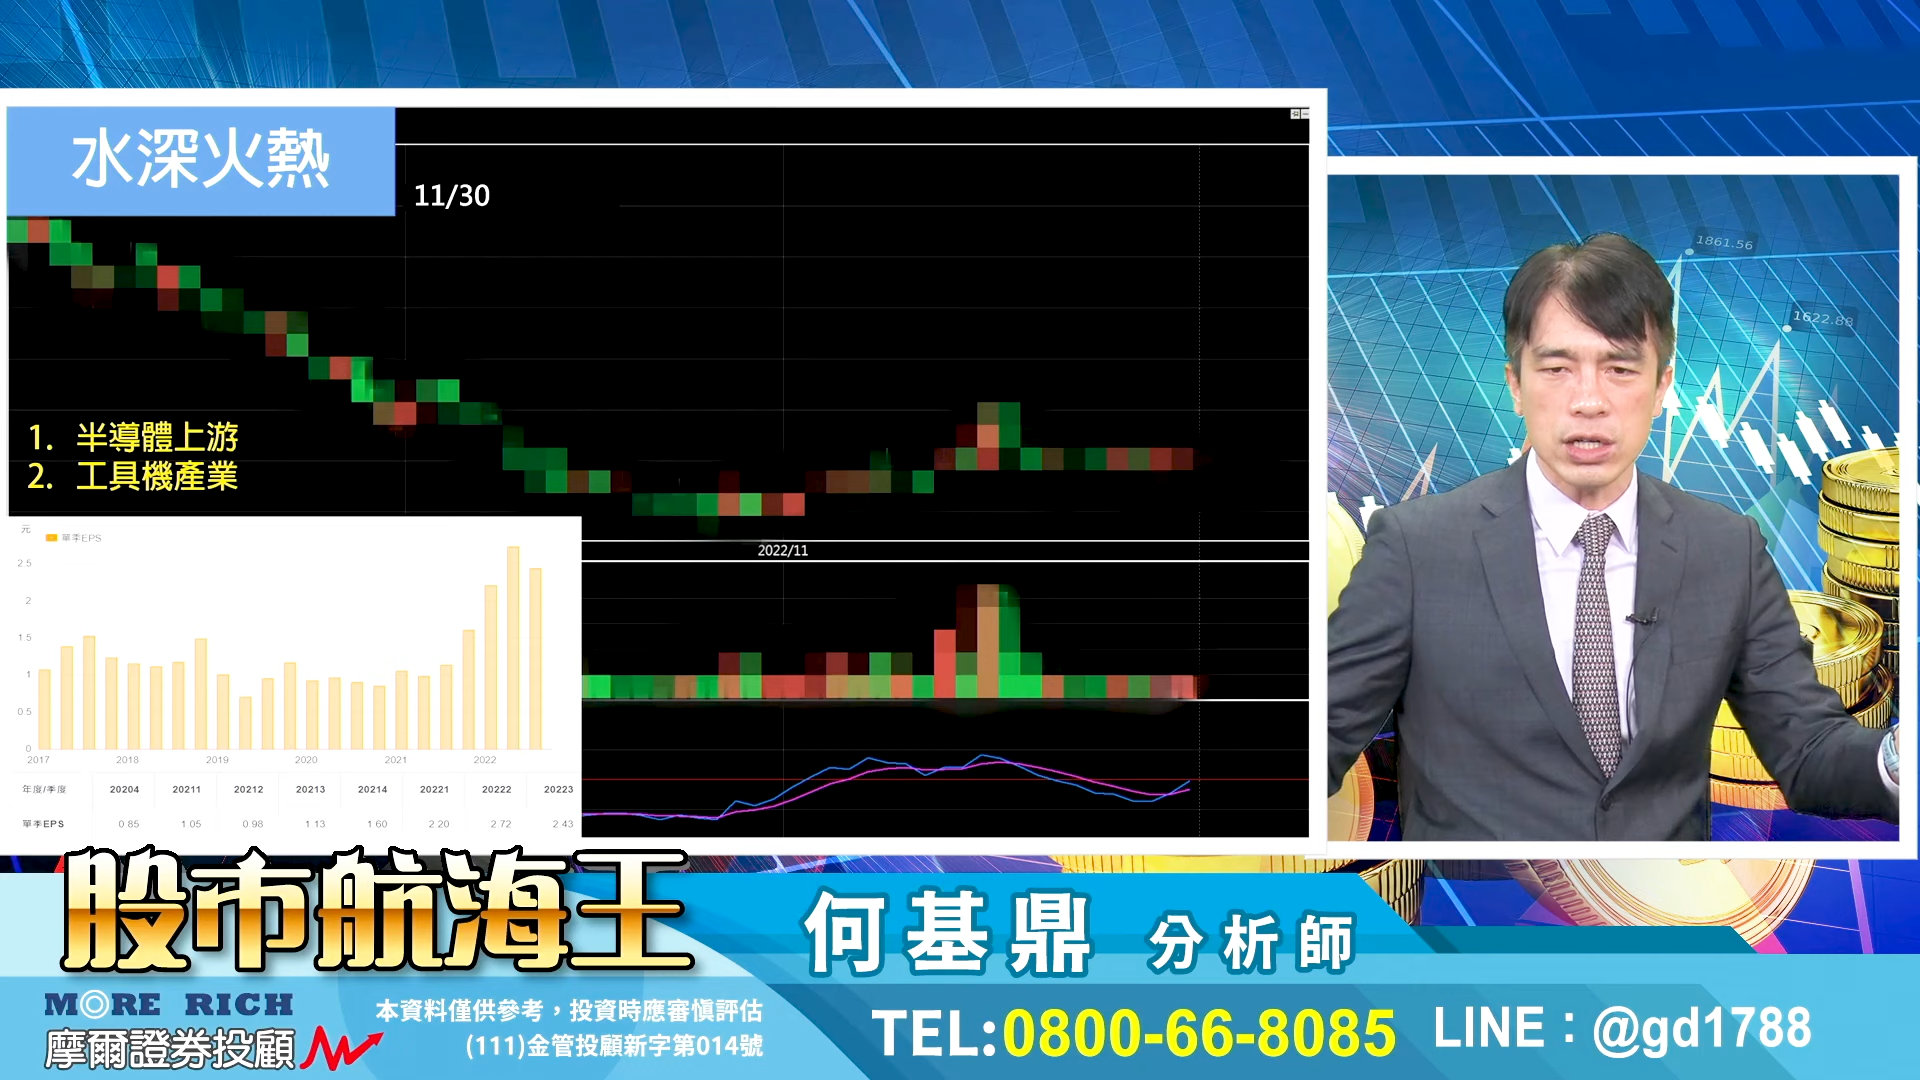 水深火熱
11/30
1. 半導體上游
2. 工具機產業
2022/11
元
單季EPS
2.5
2
1.5
1
0.5
0
2017 2018 2019 2020 2021 2022
年度/季度 20204 20211 20212 20213 20214 20221 20222 20223
單季EPS 0.85 1.05 0.98 1.13 1.60 2.20 2.72 2.43
1861.56
1622.88
股市航海王
何基鼎 分析師
MORE RICH
摩爾證券投顧
本資料僅供參考，投資時應審慎評估
(111)金管投顧新字第014號
TEL:0800-66-8085
LINE：@gd1788